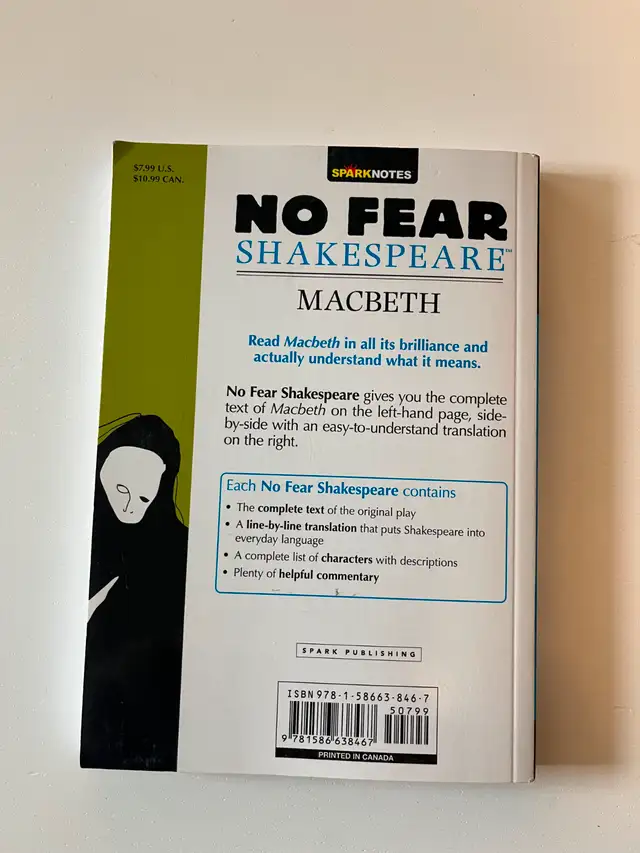 $7.99 U.S.
$10.99 CAN.
SPARKNOTES
NO FEAR
SHAKESPEARE™
MACBETH
Read Macbeth in all its brilliance and
actually understand what it means.
No Fear Shakespeare gives you the complete
text of Macbeth on the left-hand page, side-
by-side with an easy-to-understand translation
on the right.
Each No Fear Shakespeare contains
• The complete text of the original play
• A line-by-line translation that puts Shakespeare into
everyday language
• A complete list of characters with descriptions
• Plenty of helpful commentary
SPARK PUBLISHING
ISBN 978-1-58663-846-7
50799
9 781586 638467
PRINTED IN CANADA